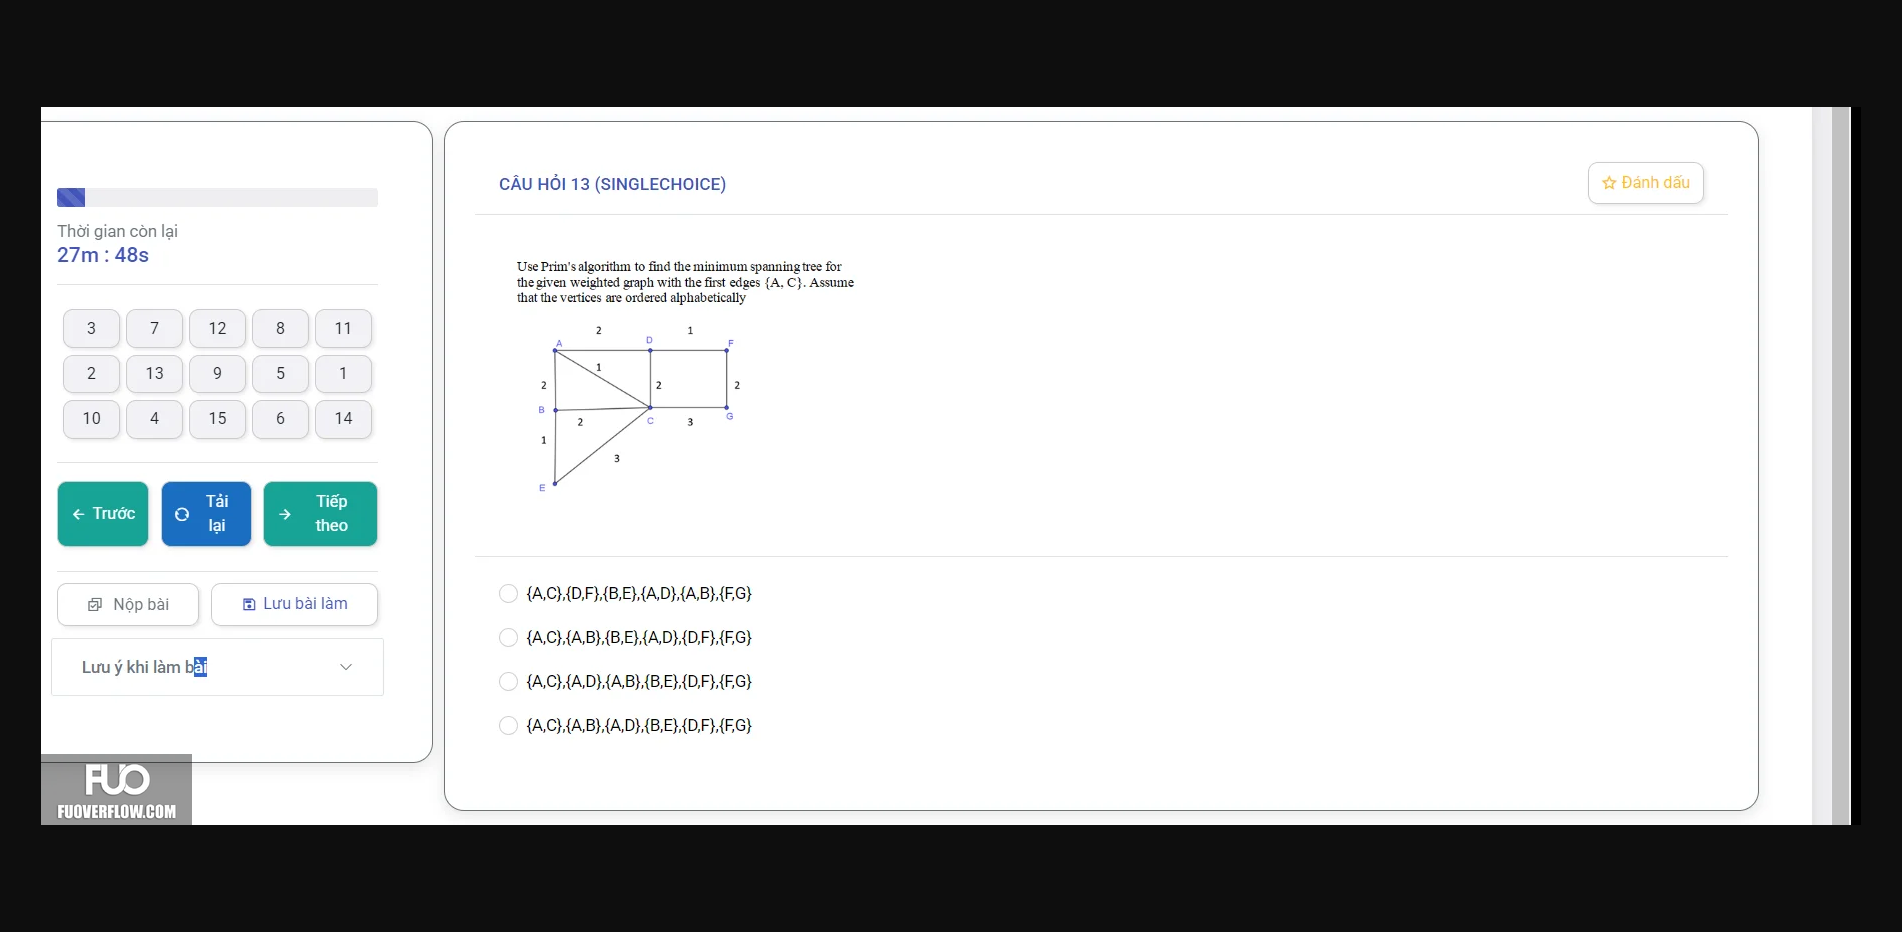 Thời gian còn lại
27m : 48s
3 7 12 8 11
2 13 9 5 1
10 4 15 6 14
Trước
Tải lại
Tiếp theo
Nộp bài
Lưu bài làm
Lưu ý khi làm bài
FUO
FUOVERFLOW.COM
CÂU HỎI 13 (SINGLECHOICE)
Đánh dấu
Use Prim's algorithm to find the minimum spanning tree for
the given weighted graph with the first edges {A, C}. Assume
that the vertices are ordered alphabetically
2 1
A D F
1
2 2 2
B C G
2 3
1
3
E
{A,C},{D,F},{B,E},{A,D},{A,B},{F,G}
{A,C},{A,B},{B,E},{A,D},{D,F},{F,G}
{A,C},{A,D},{A,B},{B,E},{D,F},{F,G}
{A,C},{A,B},{A,D},{B,E},{D,F},{F,G}